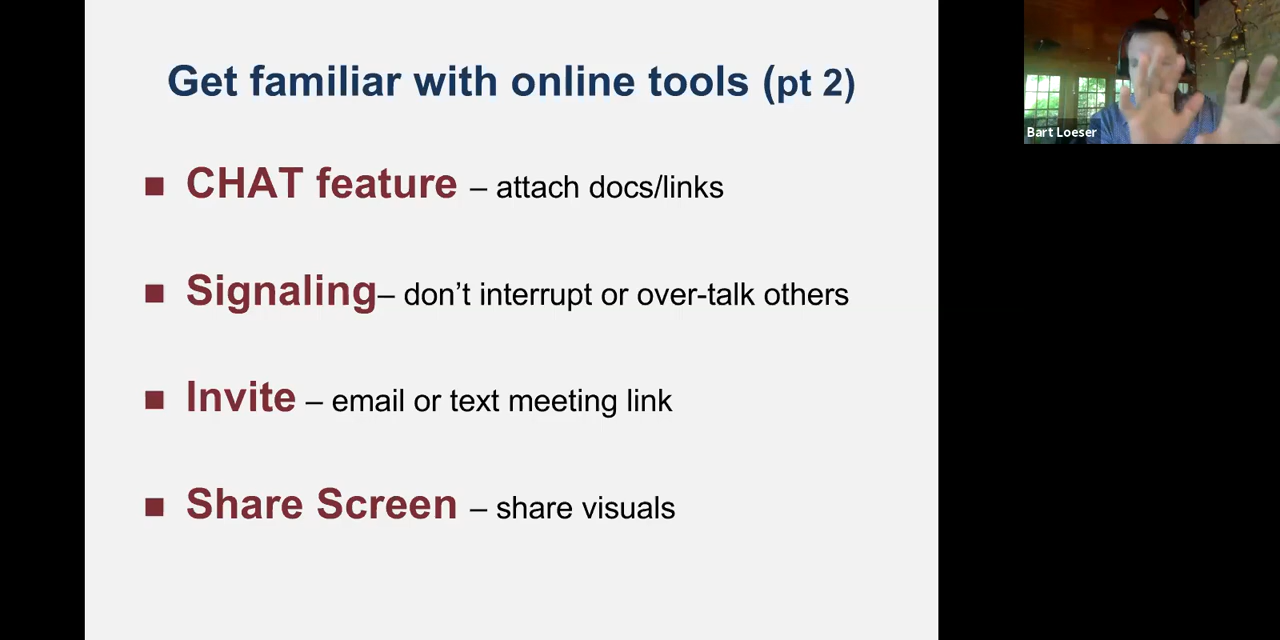 Get familiar with online tools (pt 2)
■ CHAT feature – attach docs/links
■ Signaling– don’t interrupt or over-talk others
■ Invite – email or text meeting link
■ Share Screen – share visuals
Bart Loeser